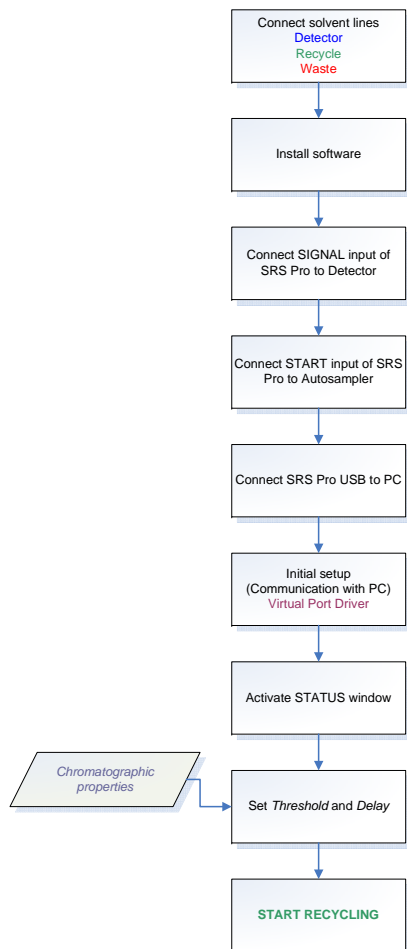 Connect solvent lines
Detector
Recycle
Waste
Install software
Connect SIGNAL input of
SRS Pro to Detector
Connect START input of SRS
Pro to Autosampler
Connect SRS Pro USB to PC
Initial setup
(Communication with PC)
Virtual Port Driver
Activate STATUS window
Chromatographic
properties
Set Threshold and Delay
START RECYCLING